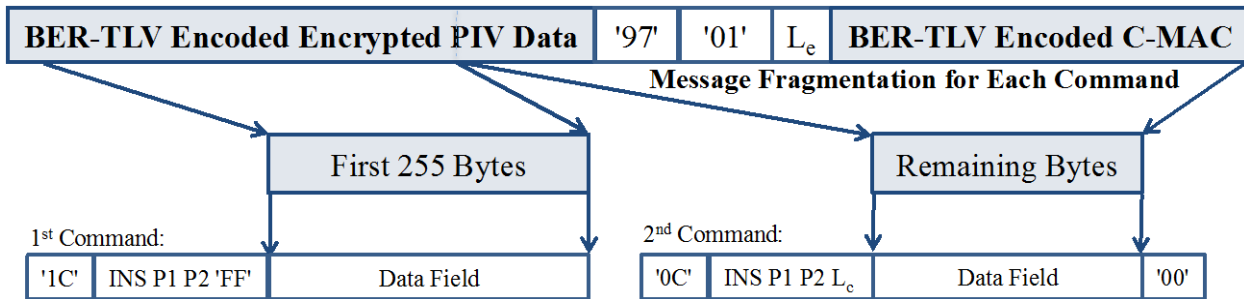 BER-TLV Encoded Encrypted PIV Data '97' '01' Le BER-TLV Encoded C-MAC
Message Fragmentation for Each Command
First 255 Bytes Remaining Bytes
1st Command: 2nd Command:
'1C' INS P1 P2 'FF' Data Field '0C' INS P1 P2 Lc Data Field '00'